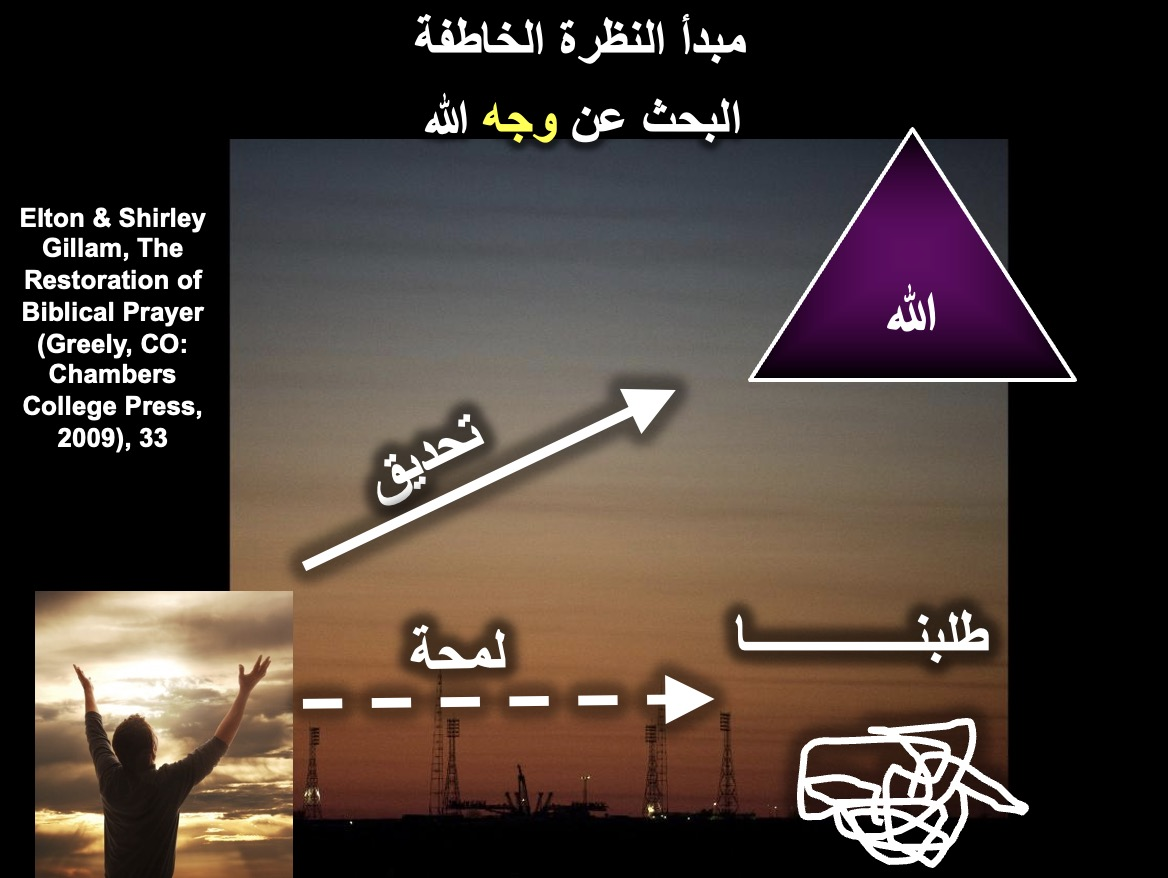 مبدأ النظرة الخاطفة
البحث عن وجه الله
Elton & Shirley
Gillam, The
Restoration of
Biblical Prayer
(Greely, CO:
Chambers
College Press,
2009), 33
الله
تحديق
لمحة
طلبنــــــــــا